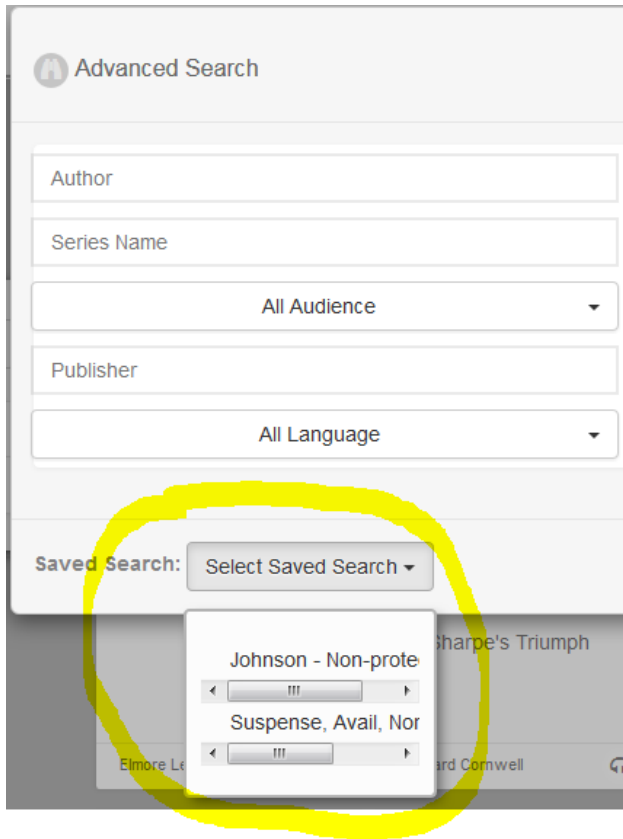 Advanced Search
Author
Series Name
All Audience
Publisher
All Language
Saved Search: Select Saved Search
Sharpe's Triumph
Johnson - Non-prote
Suspense, Avail, Nor
Elmore Le ard Cornwell